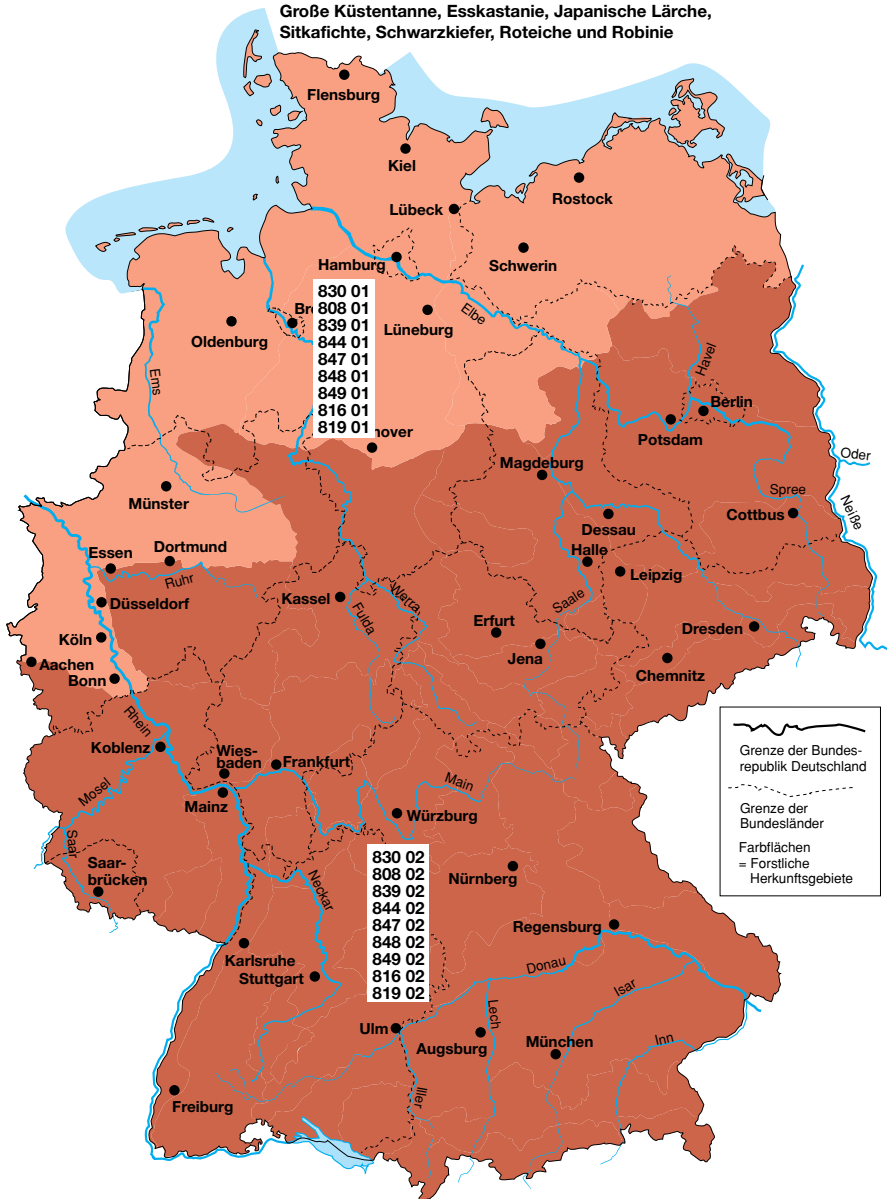 Große Küstentanne, Esskastanie, Japanische Lärche,
Sitkafichte, Schwarzkiefer, Roteiche und Robinie
Flensburg
Kiel
Rostock
Lübeck
Schwerin
Hamburg
Elbe
Lüneburg
Oldenburg
Bre
830 01
808 01
839 01
844 01
847 01
848 01
849 01
816 01
819 01
nover
Ems
Havel
Berlin
Potsdam
Oder
Magdeburg
Spree
Münster
Neiße
Cottbus
Dessau
Essen
Dortmund
Halle
Ruhr
Leipzig
Düsseldorf
Kassel
Werra
Fulda
Saale
Erfurt
Dresden
Köln
Jena
Aachen
Chemnitz
Bonn
Rhein
Koblenz
Wies-
baden
Frankfurt
Mosel
Main
Mainz
Würzburg
Saar
Saar-
brücken
Neckar
Nürnberg
830 02
808 02
839 02
844 02
847 02
848 02
849 02
816 02
819 02
Regensburg
Karlsruhe
Stuttgart
Donau
Isar
Lech
Ulm
Augsburg
München
Inn
Iller
Freiburg
Grenze der Bundes-
republik Deutschland
Grenze der
Bundesländer
Farbflächen
= Forstliche
Herkunftsgebiete